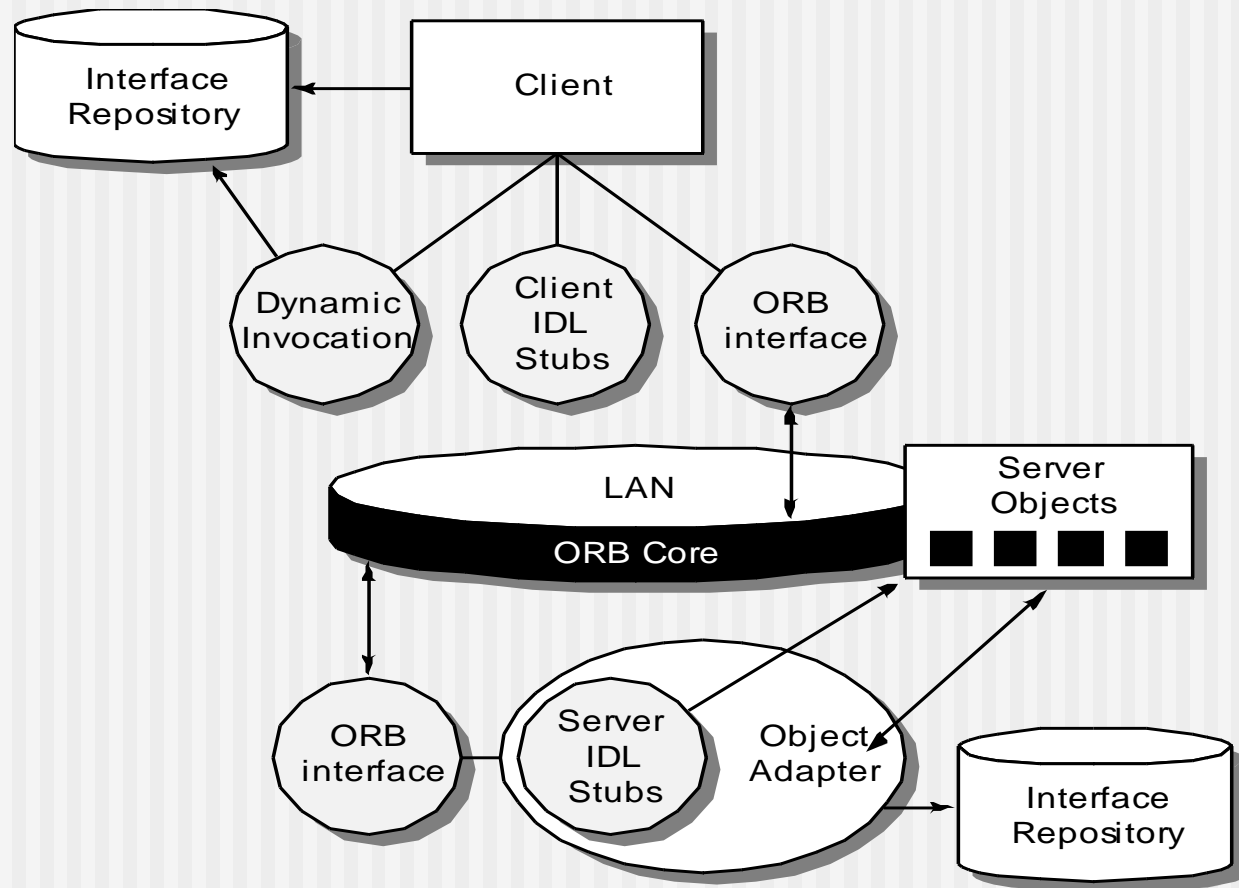 Interface
Repository
Client
Dynamic
Invocation
Client
IDL
Stubs
ORB
interface
LAN
ORB Core
Server
Objects
ORB
interface
Server
IDL
Stubs
Object
Adapter
Interface
Repository